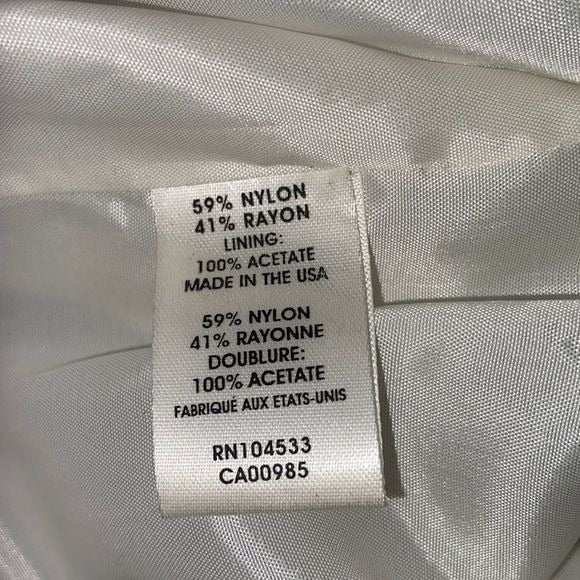 59% NYLON
41% RAYON
LINING:
100% ACETATE
MADE IN THE USA
59% NYLON
41% RAYONNE
DOUBLURE:
100% ACETATE
FABRIQUÉ AUX ETATS-UNIS
RN104533
CA00985